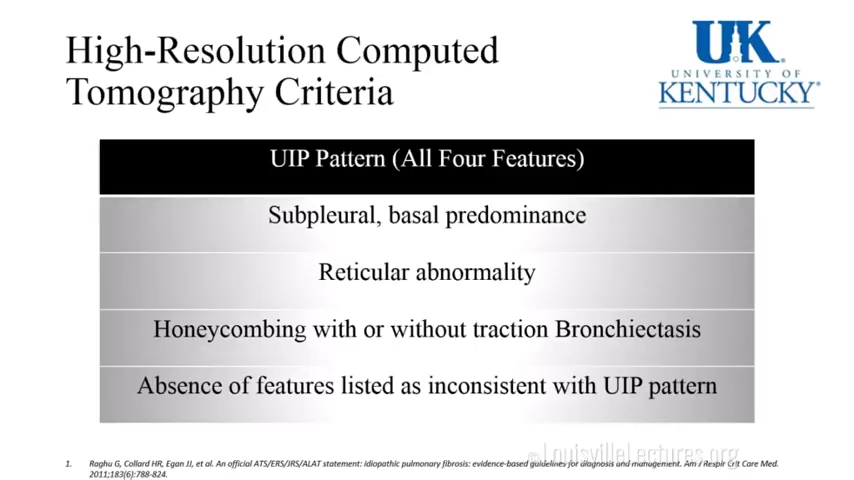 High-Resolution Computed
Tomography Criteria
UK
UNIVERSITY OF
KENTUCKY®
UIP Pattern (All Four Features)
Subpleural, basal predominance
Reticular abnormality
Honeycombing with or without traction Bronchiectasis
Absence of features listed as inconsistent with UIP pattern
©LouisvilleLectures.org
1. Raghu G, Collard HR, Egan JJ, et al. An official ATS/ERS/JRS/ALAT statement: idiopathic pulmonary fibrosis: evidence-based guidelines for diagnosis and management. Am J Respir Crit Care Med.
2011;183(6):788-824.